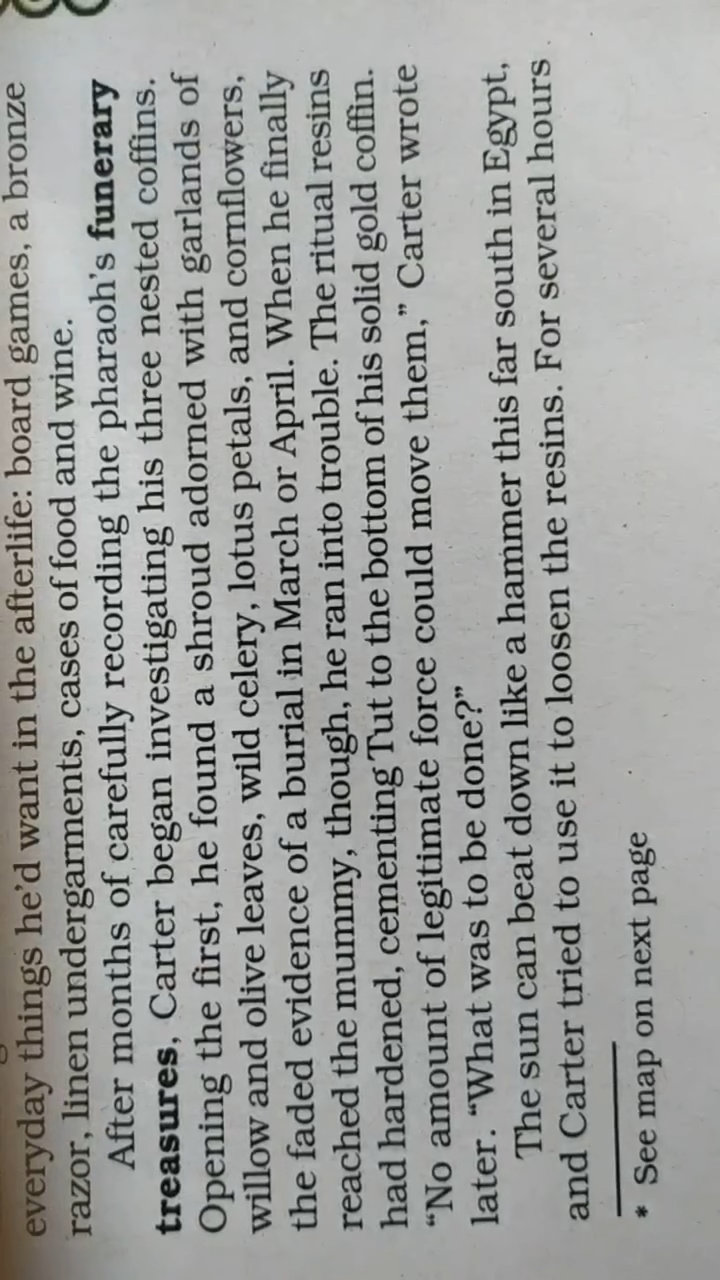 everyday things he'd want in the afterlife: board games, a bronze
razor, linen undergarments, cases of food and wine.
After months of carefully recording the pharaoh's funerary
treasures, Carter began investigating his three nested coffins.
Opening the first, he found a shroud adorned with garlands of
willow and olive leaves, wild celery, lotus petals, and cornflowers,
the faded evidence of a burial in March or April. When he finally
reached the mummy, though, he ran into trouble. The ritual resins
had hardened, cementing Tut to the bottom of his solid gold coffin.
“No amount of legitimate force could move them,” Carter wrote
later. “What was to be done?”
The sun can beat down like a hammer this far south in Egypt,
and Carter tried to use it to loosen the resins. For several hours
* See map on next page